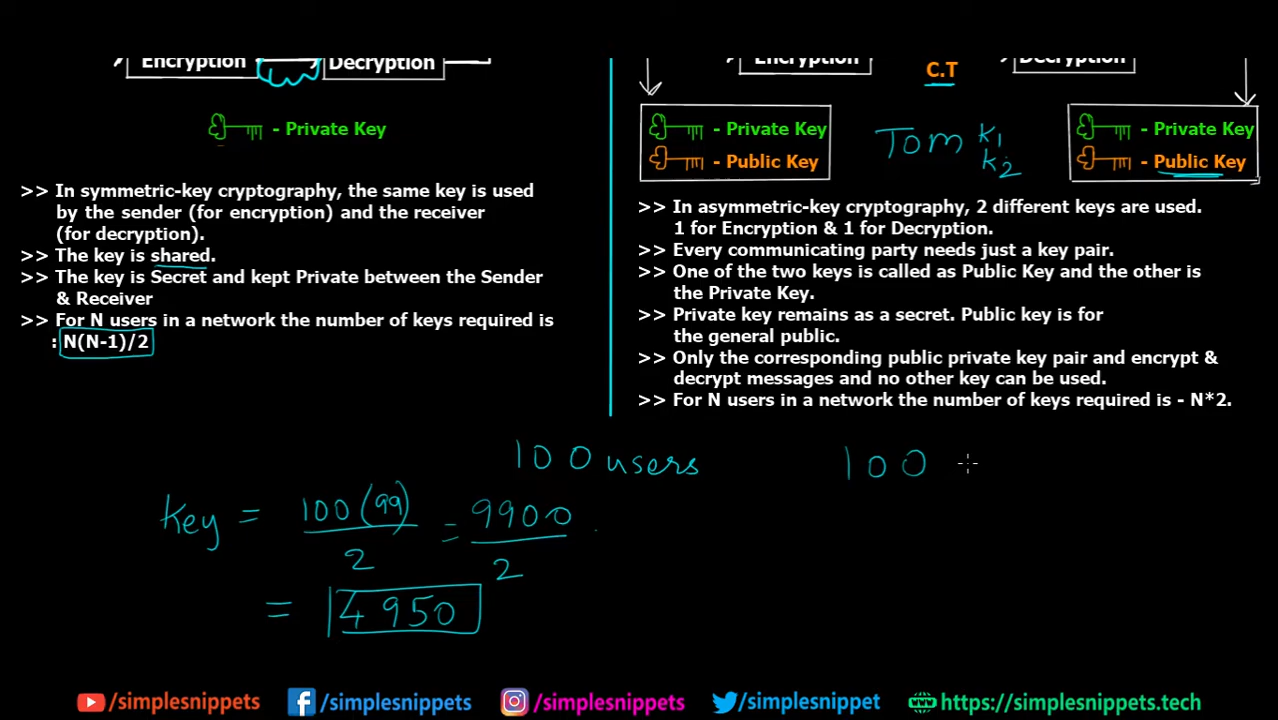 Encryption Decryption
- Private Key
>> In symmetric-key cryptography, the same key is used
by the sender (for encryption) and the receiver
(for decryption).
>> The key is shared.
>> The key is Secret and kept Private between the Sender
& Receiver
>> For N users in a network the number of keys required is
: N(N-1)/2
Encryption C.T Decryption
- Private Key
- Public Key
Tom K1
K2
- Private Key
- Public Key
>> In asymmetric-key cryptography, 2 different keys are used.
1 for Encryption & 1 for Decryption.
>> Every communicating party needs just a key pair.
>> One of the two keys is called as Public Key and the other is
the Private Key.
>> Private key remains as a secret. Public key is for
the general public.
>> Only the corresponding public private key pair and encrypt &
decrypt messages and no other key can be used.
>> For N users in a network the number of keys required is - N*2.
100 users
Key = 100(99)/2 = 9900/2
= 4950
100
/simplesnippets /simplesnippets /simplesnippets /simplesnippets https://simplesnippets.tech